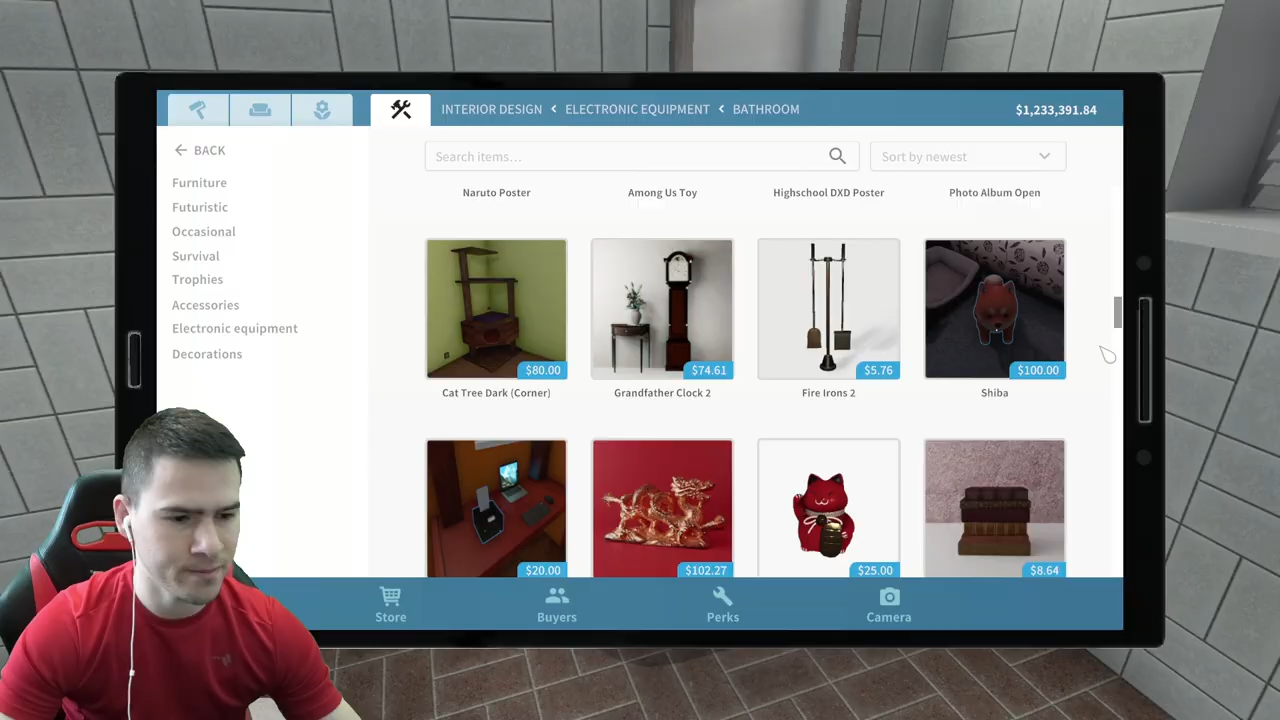 INTERIOR DESIGN < ELECTRONIC EQUIPMENT < BATHROOM
$1,233,391.84
BACK
Furniture
Futuristic
Occasional
Survival
Trophies
Accessories
Electronic equipment
Decorations
Search items...
Sort by newest
Naruto Poster
Among Us Toy
Highschool DXD Poster
Photo Album Open
$80.00
$74.61
$5.76
$100.00
Cat Tree Dark (Corner)
Grandfather Clock 2
Fire Irons 2
Shiba
$20.00
$102.27
$25.00
$8.64
Store
Buyers
Perks
Camera